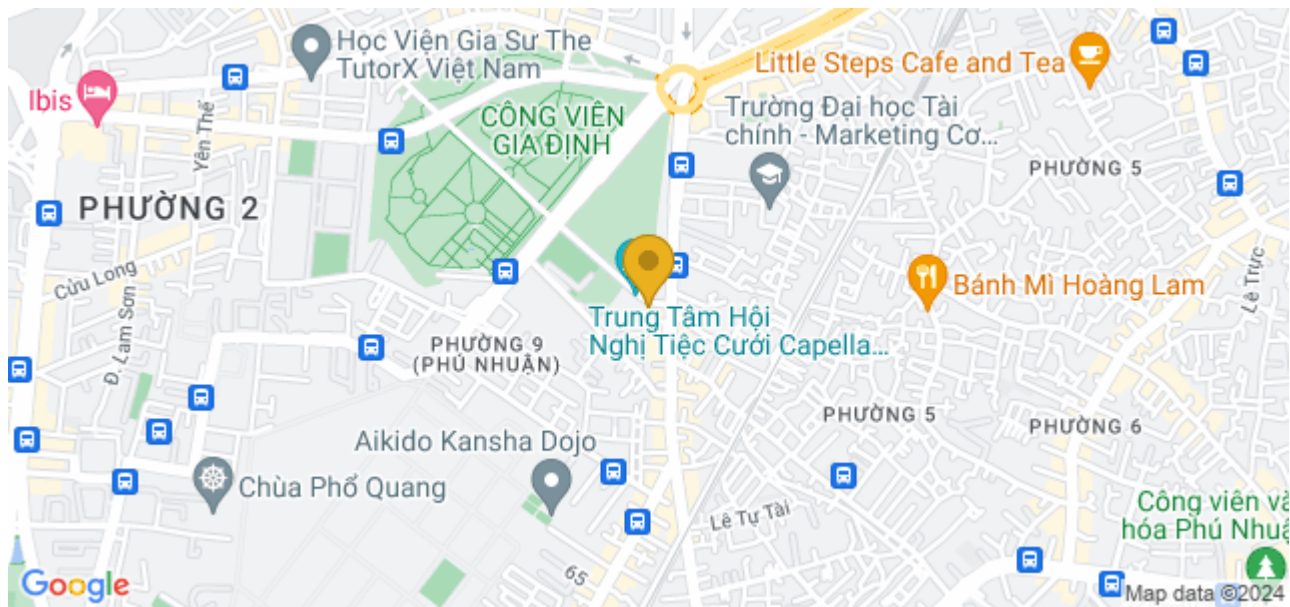 Học Viện Gia Sư The
TutorX Việt Nam
Little Steps Cafe and Tea
Ibis
Yên Thế
CÔNG VIÊN
GIA ĐỊNH
Trường Đại học Tài
chính - Marketing Cơ...
PHƯỜNG 5
PHƯỜNG 2
Cửu Long
Đ. Lam Sơn
Lê Trực
Bánh Mì Hoàng Lam
Trung Tâm Hội
Nghị Tiệc Cưới Capella...
PHƯỜNG 9
(PHÚ NHUẬN)
PHƯỜNG 5
PHƯỜNG 6
Aikido Kansha Dojo
Chùa Phổ Quang
Lê Tự Tài
Công viên vă
hóa Phú Nhuậ
65
Google
Map data ©2024